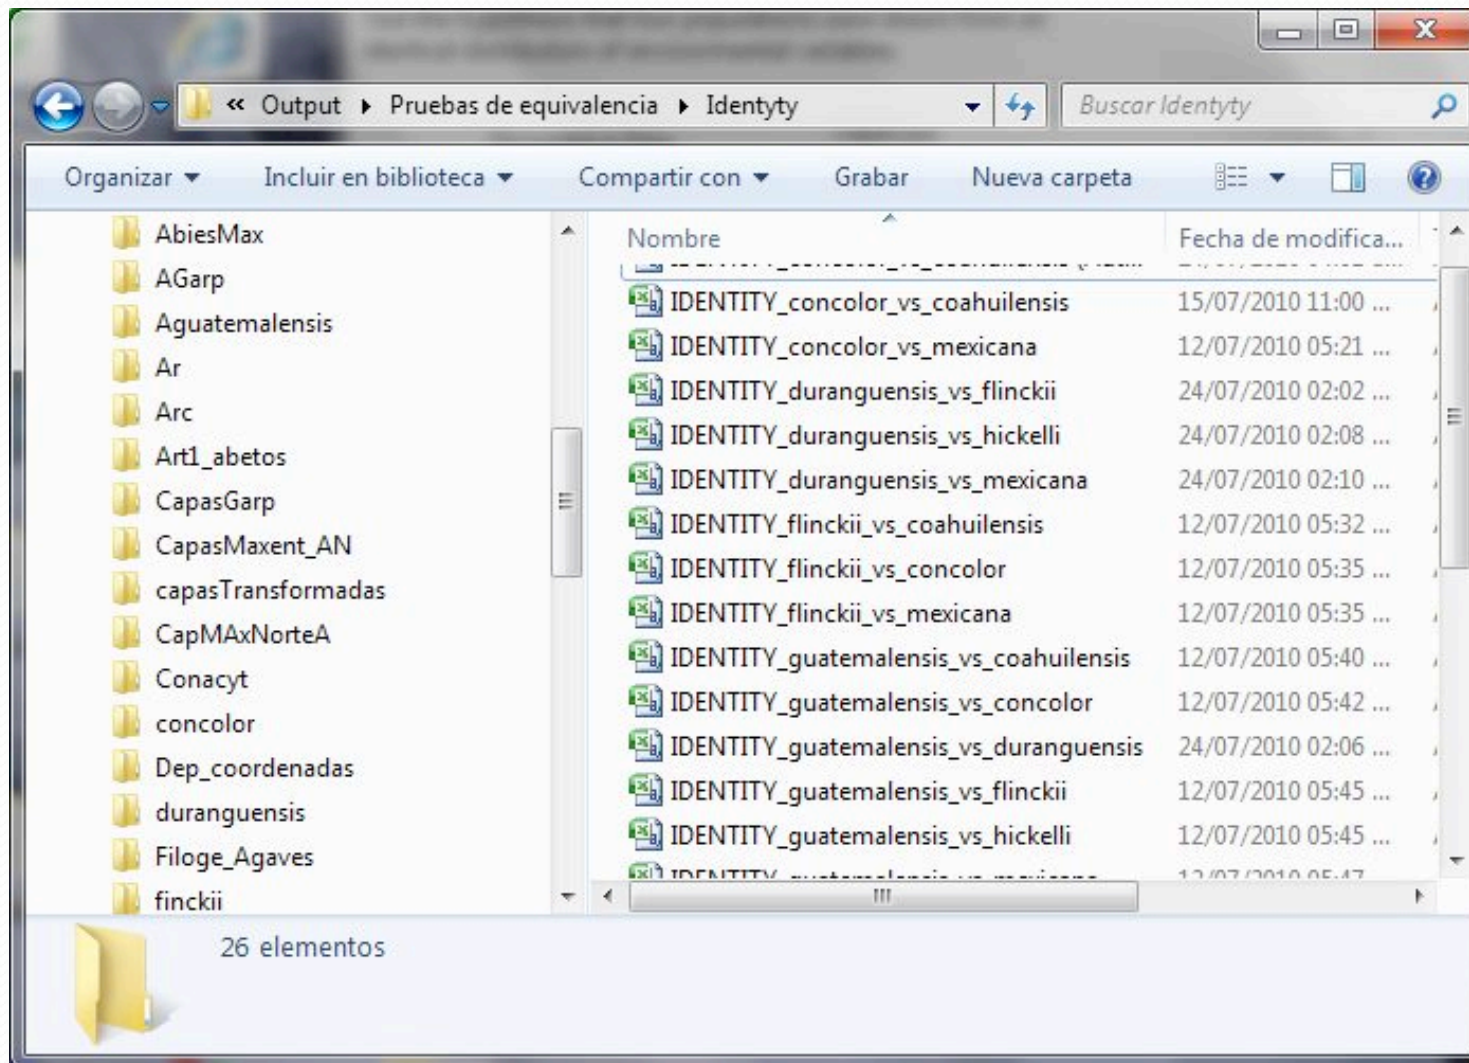 « Output ▸ Pruebas de equivalencia ▸ Identyty
Buscar Identyty
Organizar Incluir en biblioteca Compartir con Grabar Nueva carpeta
AbiesMax
AGarp
Aguatemalensis
Ar
Arc
Art1_abetos
CapasGarp
CapasMaxent_AN
capasTransformadas
CapMAxNorteA
Conacyt
concolor
Dep_coordenadas
duranguensis
Filoge_Agaves
finckii
Nombre Fecha de modifica...
IDENTITY_concolor_vs_coahuilensis 15/07/2010 11:00 ...
IDENTITY_concolor_vs_mexicana 12/07/2010 05:21 ...
IDENTITY_duranguensis_vs_flinckii 24/07/2010 02:02 ...
IDENTITY_duranguensis_vs_hickelli 24/07/2010 02:08 ...
IDENTITY_duranguensis_vs_mexicana 24/07/2010 02:10 ...
IDENTITY_flinckii_vs_coahuilensis 12/07/2010 05:32 ...
IDENTITY_flinckii_vs_concolor 12/07/2010 05:35 ...
IDENTITY_flinckii_vs_mexicana 12/07/2010 05:35 ...
IDENTITY_guatemalensis_vs_coahuilensis 12/07/2010 05:40 ...
IDENTITY_guatemalensis_vs_concolor 12/07/2010 05:42 ...
IDENTITY_guatemalensis_vs_duranguensis 24/07/2010 02:06 ...
IDENTITY_guatemalensis_vs_flinckii 12/07/2010 05:45 ...
IDENTITY_guatemalensis_vs_hickelli 12/07/2010 05:45 ...
IDENTITY_guatemalensis_vs_mexicana 12/07/2010 05:47
26 elementos